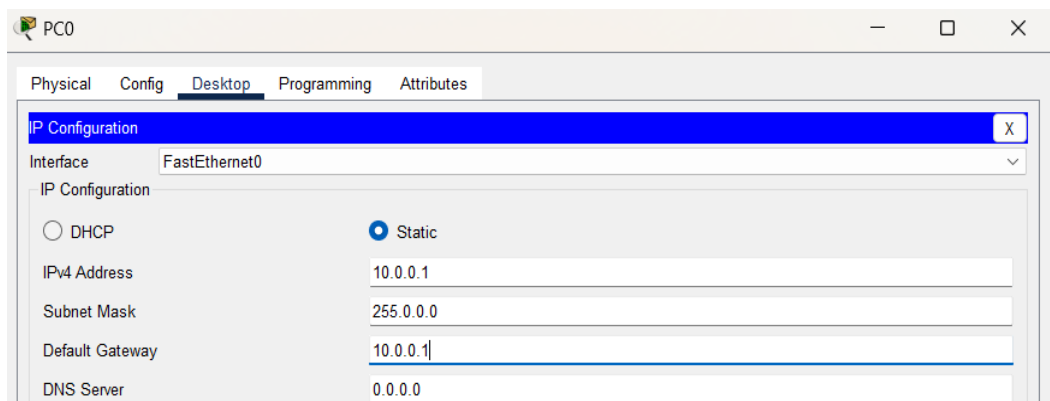 PC0
Physical Config Desktop Programming Attributes
IP Configuration X
Interface FastEthernet0
IP Configuration
DHCP Static
IPv4 Address 10.0.0.1
Subnet Mask 255.0.0.0
Default Gateway 10.0.0.1
DNS Server 0.0.0.0